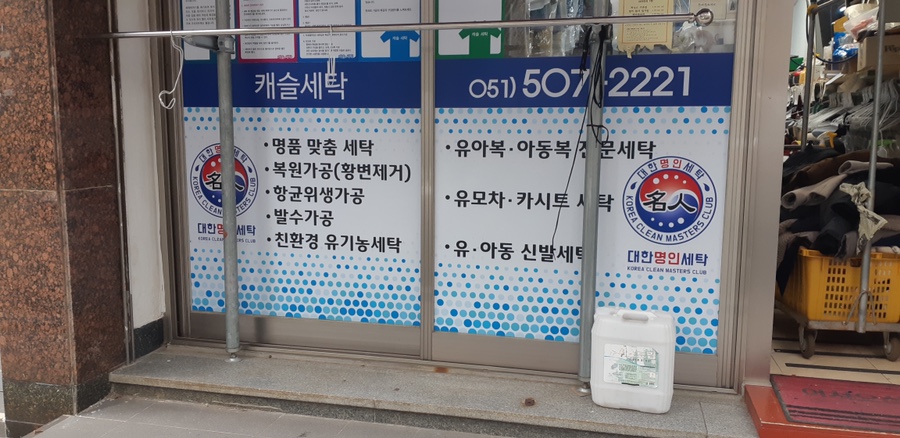 캐슬세탁
051) 507-2221
• 명품 맞춤 세탁
• 복원가공(황변제거)
• 항균위생가공
• 발수가공
• 친환경 유기농세탁
• 유아복·아동복 전문세탁
• 유모차·카시트 세탁
• 유·아동 신발세탁
대한명인세탁
名人
KOREA CLEAN MASTERS CLUB
대한명인세탁
KOREA CLEAN MASTERS CLUB
대한명인세탁
名人
KOREA CLEAN MASTERS CLUB
대한명인세탁
KOREA CLEAN MASTERS CLUB